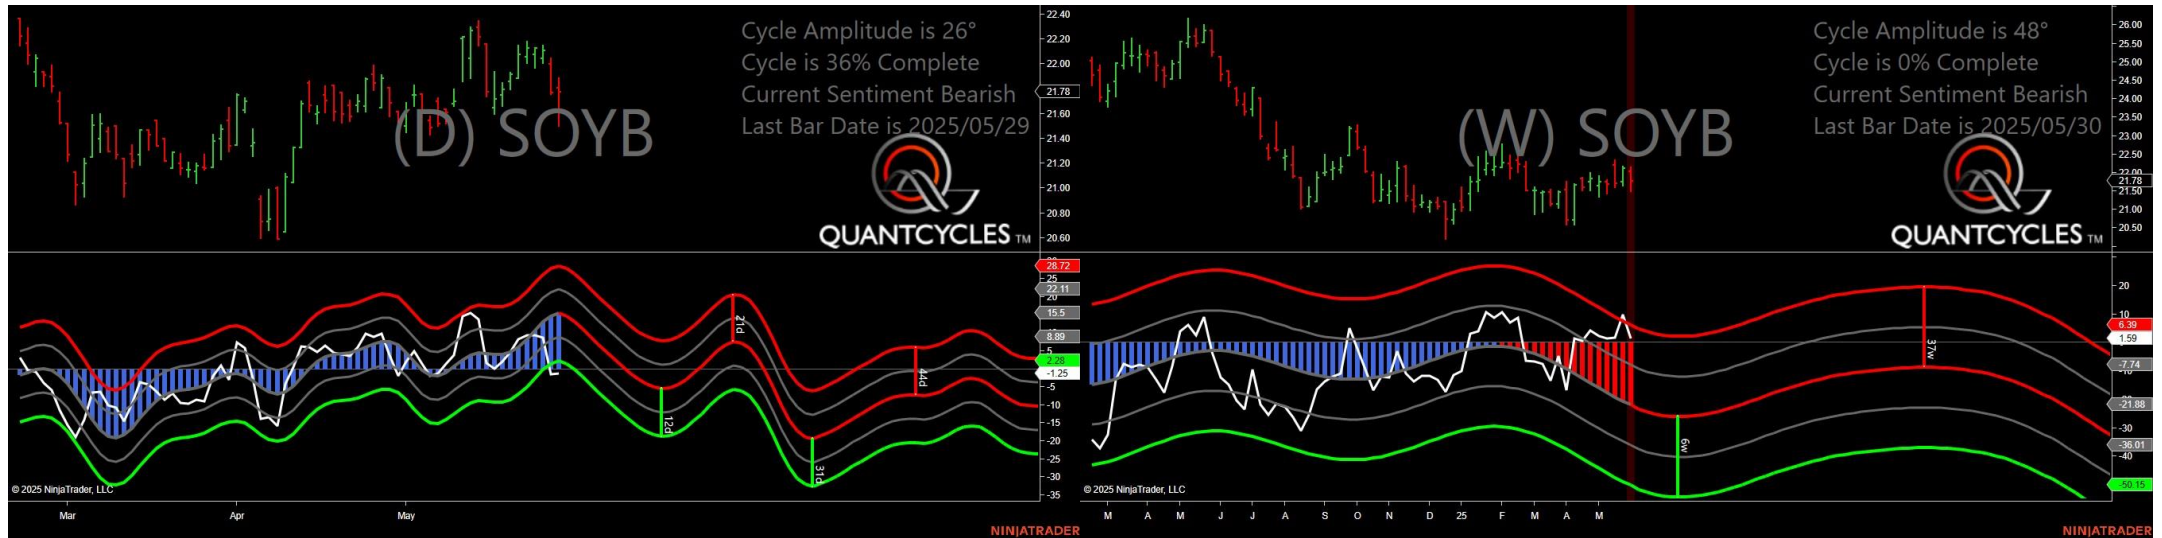 Cycle Amplitude is 26°
Cycle is 36% Complete
Current Sentiment Bearish
Last Bar Date is 2025/05/29
(D) SOYB
QUANTCYCLES TM
22.40
22.20
22.00
21.78
21.60
21.40
21.20
21.00
20.80
20.60
28.72
25
22.11
20
15.5
8.89
5
2.28
-1.25
-5
-10
-15
-20
-25
-30
-35
12d
21d
31d
44d
© 2025 NinjaTrader, LLC
Mar
Apr
May
NINJATRADER
Cycle Amplitude is 48°
Cycle is 0% Complete
Current Sentiment Bearish
Last Bar Date is 2025/05/30
(W) SOYB
QUANTCYCLES TM
26.00
25.50
25.00
24.50
24.00
23.50
23.00
22.50
22.00
21.78
21.50
21.00
20.50
20
10
6.39
1.59
-7.74
-10
-21.88
-30
-36.01
-40
-50.15
6w
37w
© 2025 NinjaTrader, LLC
M A M J J A S O N D 25 F M A M
NINJATRADER